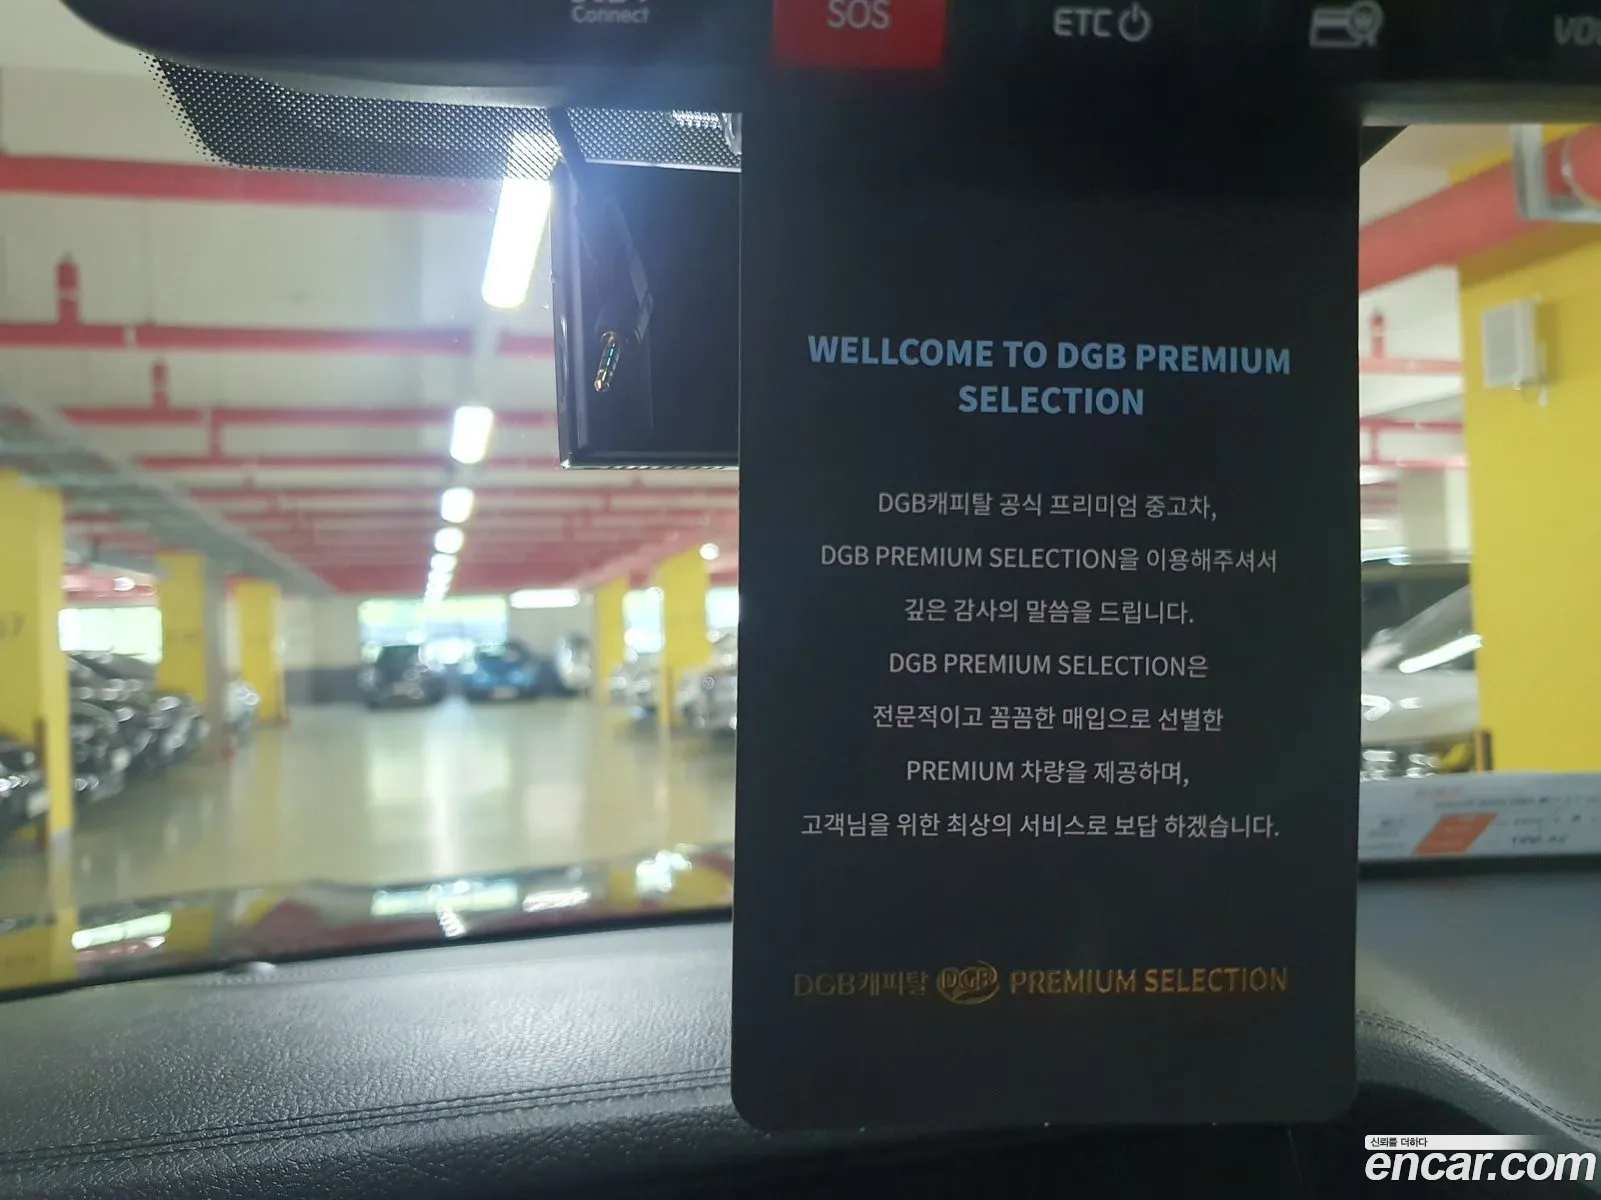 Connect
SOS
ETC
WELLCOME TO DGB PREMIUM
SELECTION
DGB캐피탈 공식 프리미엄 중고차,
DGB PREMIUM SELECTION을 이용해주셔서
깊은 감사의 말씀을 드립니다.
DGB PREMIUM SELECTION은
전문적이고 꼼꼼한 매입으로 선별한
PREMIUM 차량을 제공하며,
고객님을 위한 최상의 서비스로 보답 하겠습니다.
DGB캐피탈 DGB PREMIUM SELECTION
신뢰를 더하다
encar.com